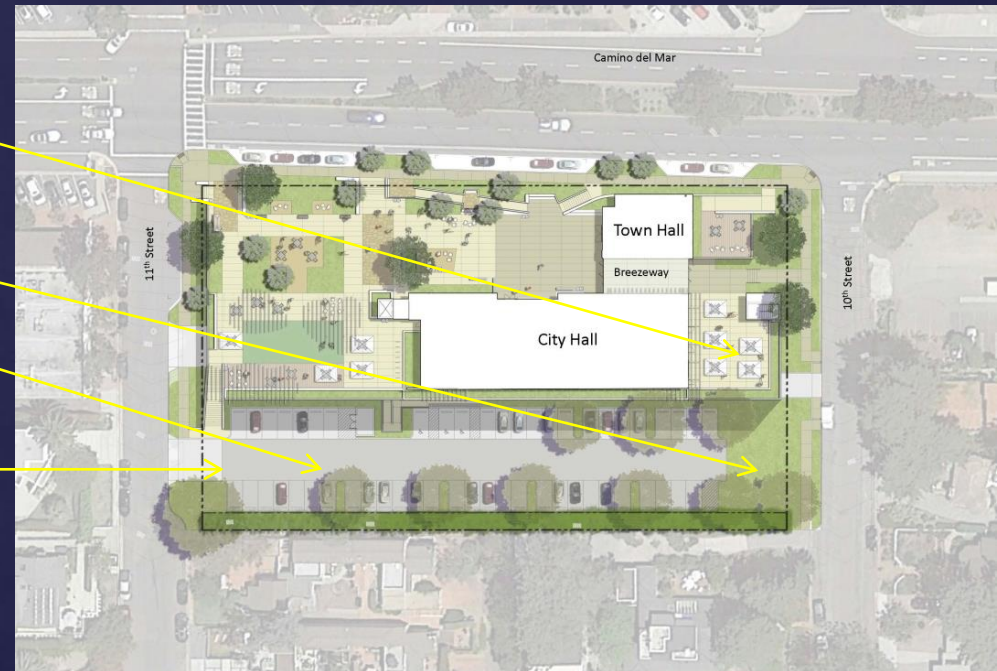 Camino del Mar
11th Street
Town Hall
Breezeway
10th Street
City Hall